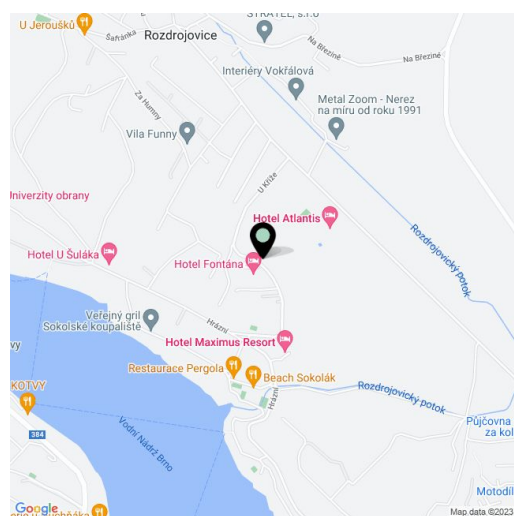 STRATEL, s.r.o
U Jeroušků
Šafránka
Rozdrojovice
Na Březině
Na Březině
Interiéry Vokřálová
Za Humny
Metal Zoom - Nerez
na míru od roku 1991
Vila Funny
U Kříže
Univerzity obrany
Hotel Atlantis
Rozdrojovický potok
Hotel U Šuláka
Hotel Fontána
Veřejný gril
Sokolské koupaliště
Hrázní
Hotel Maximus Resort
Restaurace Pergola
Beach Sokolák
KOTVY
Rozdrojovický potok
Hrázní
Vodní Nádrž Brno
384
Půjčovna
za kol
Motodíl
Google
Map data ©2023